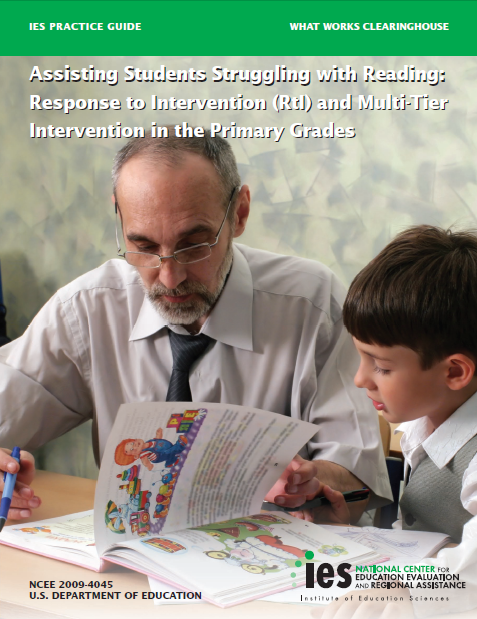 IES PRACTICE GUIDE
WHAT WORKS CLEARINGHOUSE
Assisting Students Struggling with Reading:
Response to Intervention (RtI) and Multi-Tier
Intervention in the Primary Grades
NCEE 2009-4045
U.S. DEPARTMENT OF EDUCATION
ies
NATIONAL CENTER FOR
EDUCATION EVALUATION
AND REGIONAL ASSISTANCE
Institute of Education Sciences